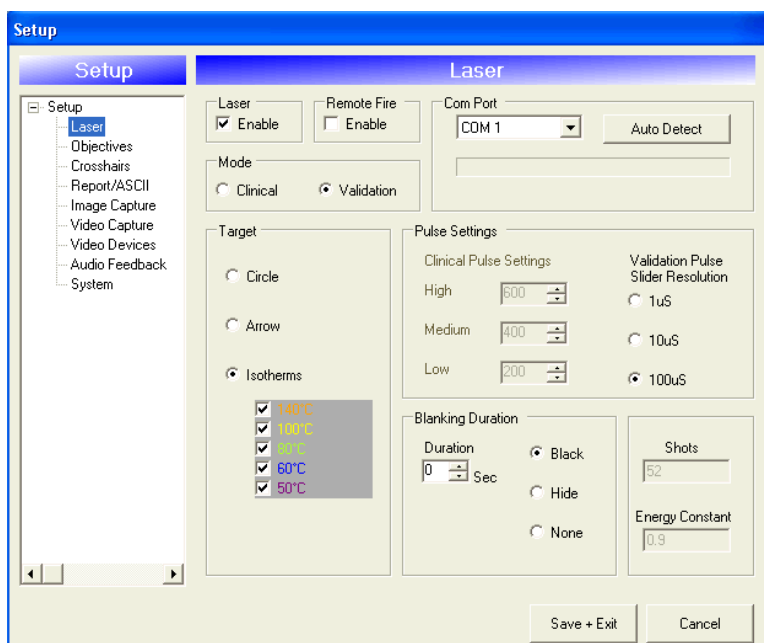 Setup
Setup
Laser
Setup
Laser
Objectives
Crosshairs
Report/ASCII
Image Capture
Video Capture
Video Devices
Audio Feedback
System
Laser
Enable
Remote Fire
Enable
Com Port
COM 1
Auto Detect
Mode
Clinical
Validation
Target
Circle
Arrow
Isotherms
140°C
100°C
80°C
60°C
50°C
Pulse Settings
Clinical Pulse Settings
High 600
Medium 400
Low 200
Validation Pulse
Slider Resolution
1uS
10uS
100uS
Blanking Duration
Duration
0 Sec
Black
Hide
None
Shots
52
Energy Constant
0.9
Save + Exit
Cancel